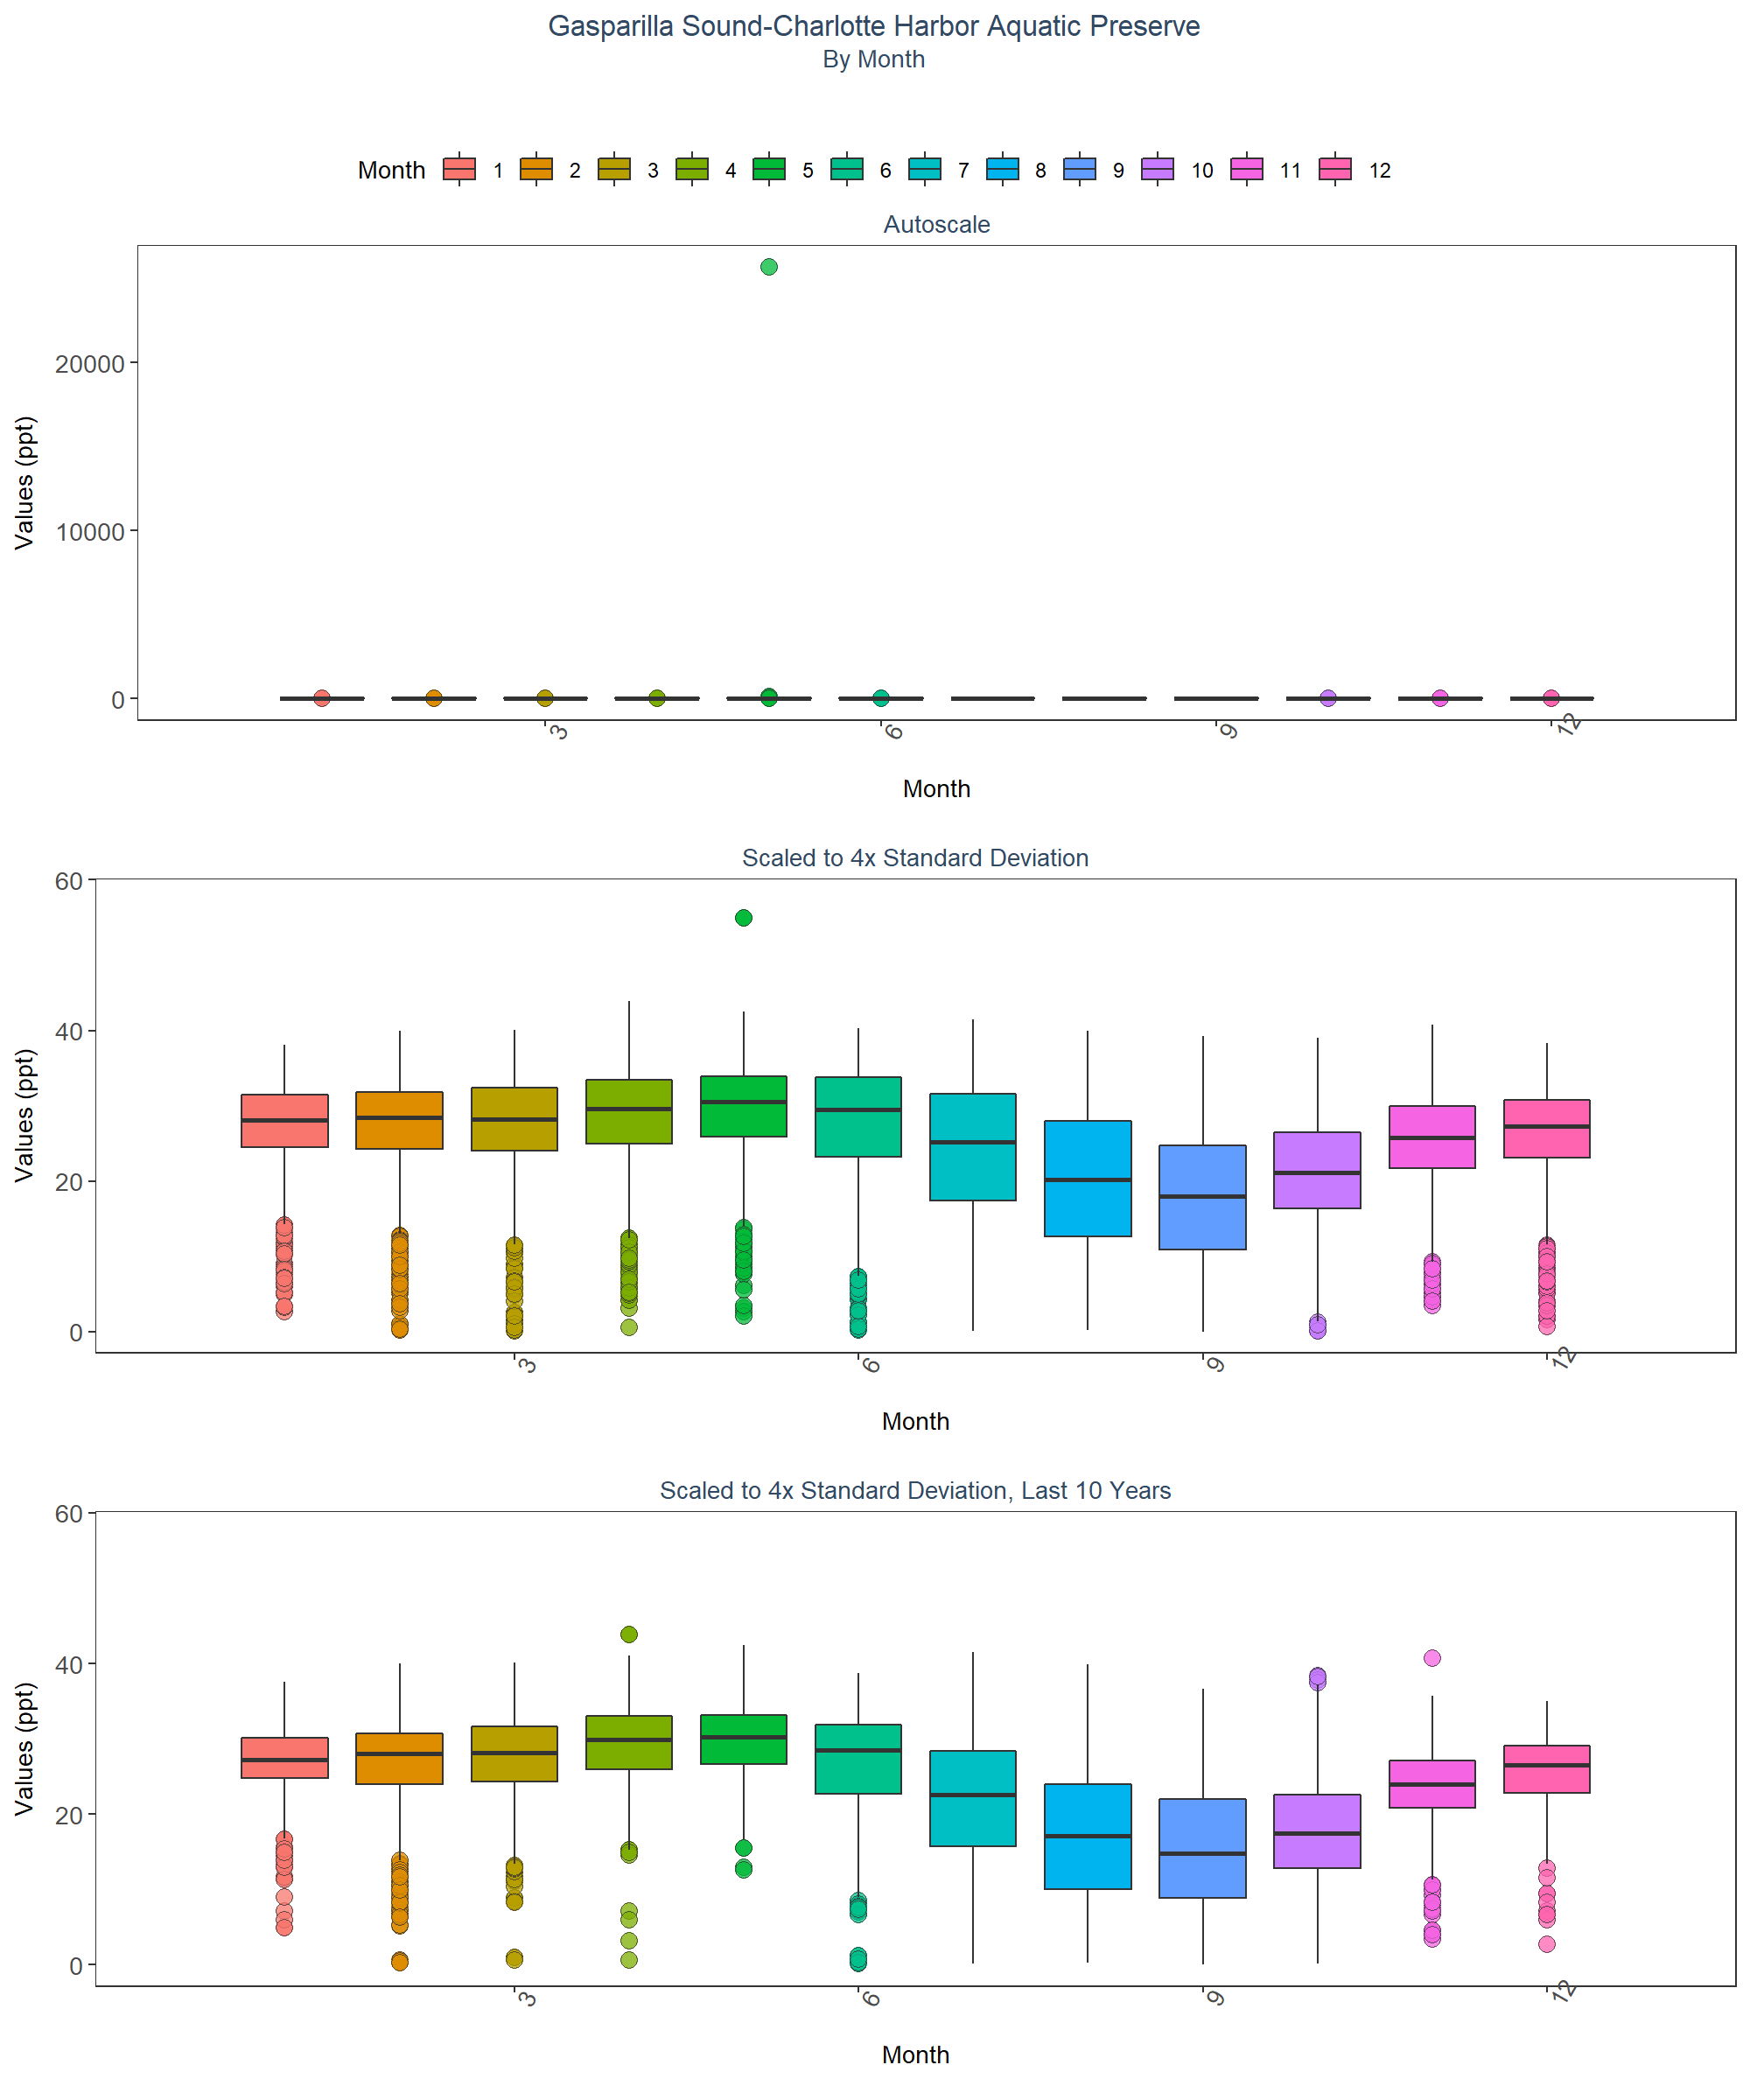 Gasparilla Sound-Charlotte Harbor Aquatic Preserve
By Month
Month 1 2 3 4 5 6 7 8 9 10 11 12
Autoscale
Values (ppt)
20000
10000
0
3 6 9 12
Month
Scaled to 4x Standard Deviation
Values (ppt)
60
40
20
0
3 6 9 12
Month
Scaled to 4x Standard Deviation, Last 10 Years
Values (ppt)
60
40
20
0
3 6 9 12
Month